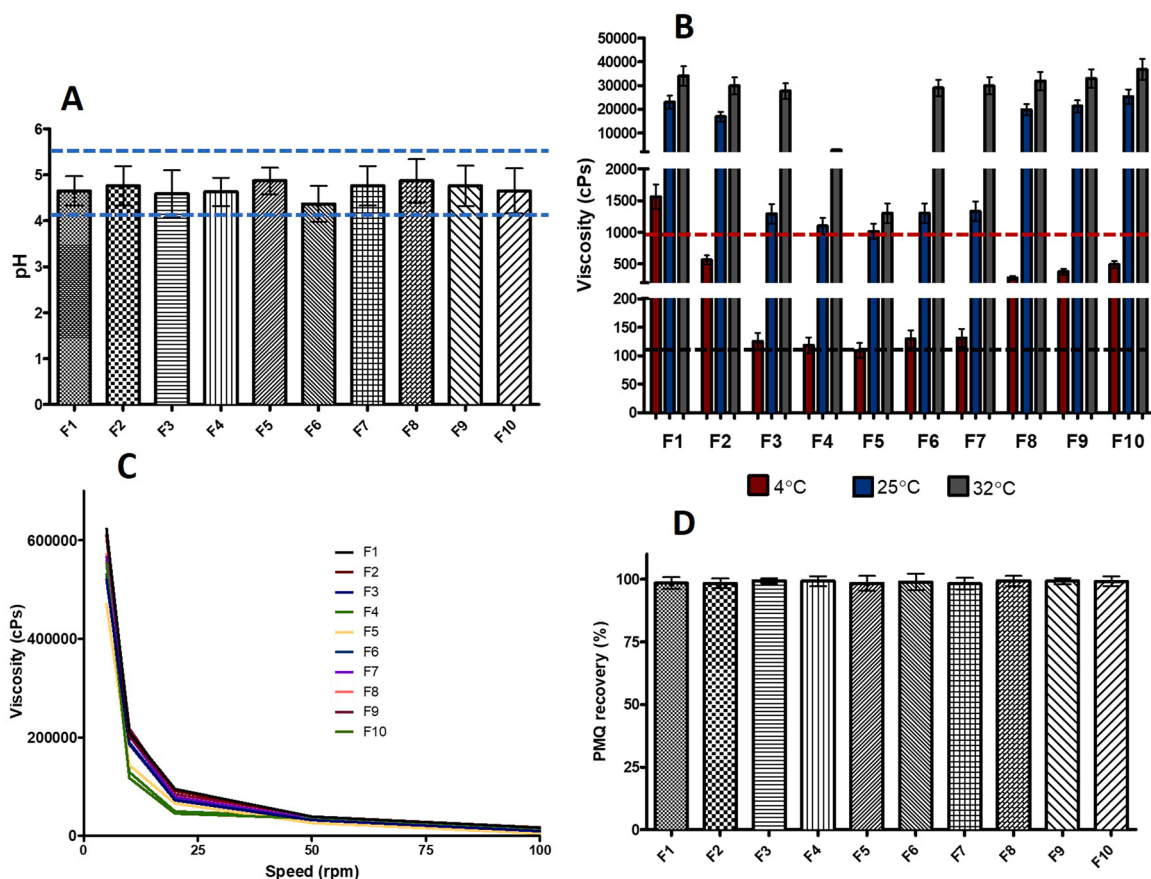 A
pH
6
5
4
3
2
1
0
F1 F2 F3 F4 F5 F6 F7 F8 F9 F10
B
Viscosity (cPs)
50000
40000
30000
20000
10000
2000
1500
1000
500
200
150
100
50
0
F1 F2 F3 F4 F5 F6 F7 F8 F9 F10
4°C 25°C 32°C
C
Viscosity (cPs)
600000
400000
200000
0
0 25 50 75 100
Speed (rpm)
F1
F2
F3
F4
F5
F6
F7
F8
F9
F10
D
PMQ recovery (%)
100
75
50
25
0
F1 F2 F3 F4 F5 F6 F7 F8 F9 F10